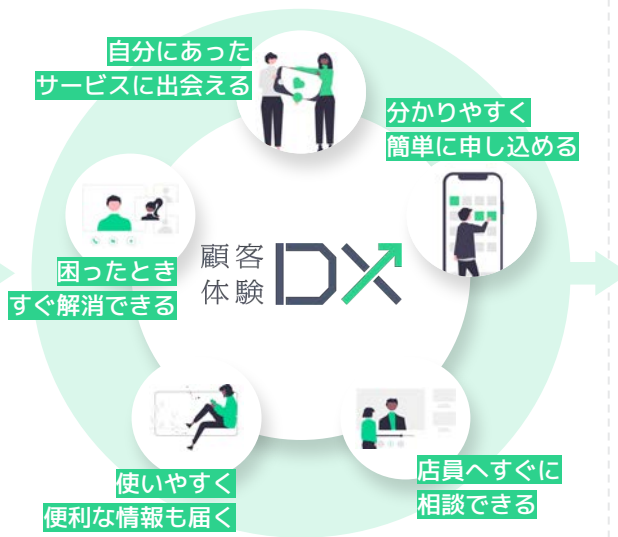 自分にあった
サービスに出会える
分かりやすく
簡単に申し込める
困ったとき
すぐ解消できる
顧客
体験
DX
使いやすく
便利な情報も届く
店員へすぐに
相談できる